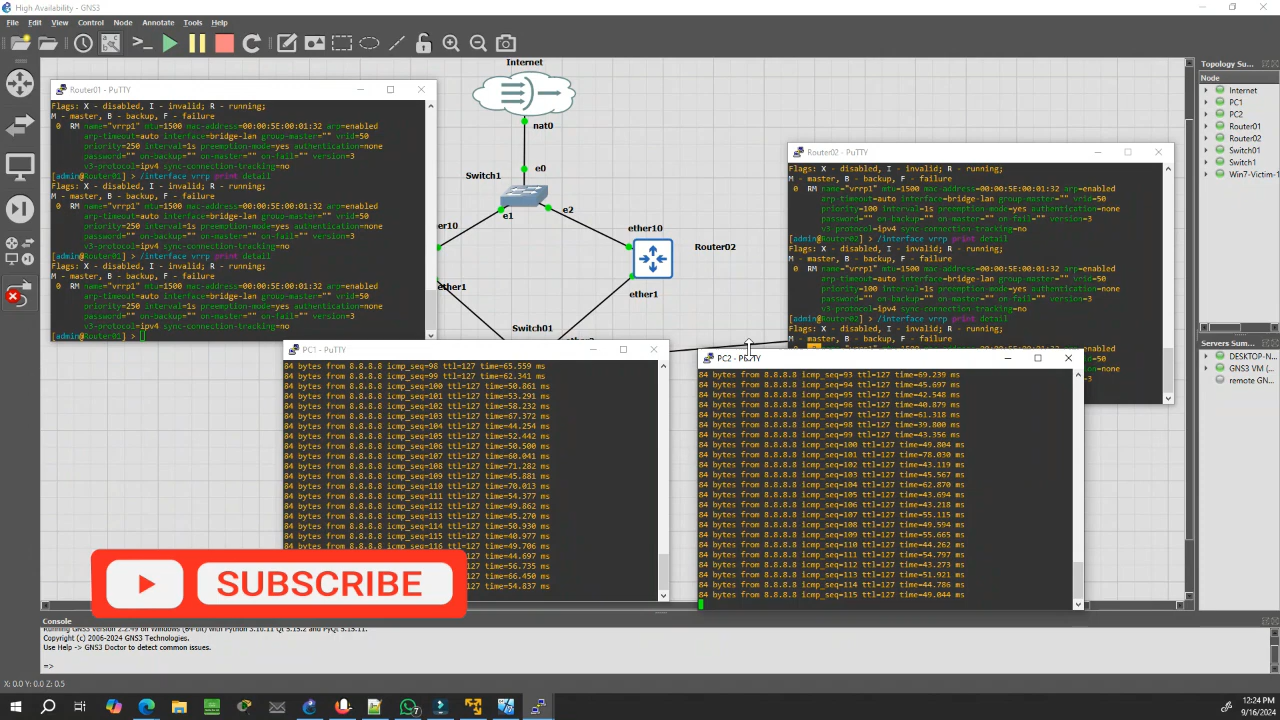 High Availability - GNS3
File Edit View Control Node Annotate Tools Help
Internet
nat0
e0
Switch1
e1
e2
er10
ether10
Router02
ether1
ether1
Switch01
Router01 - PuTTY
Flags: X - disabled, I - invalid; R - running;
M - master, B - backup, F - failure
0 RM name="vrrp1" mtu=1500 mac-address=00:00:5E:00:01:32 arp=enabled
arp-timeout=auto interface=bridge-lan group-master="" vrid=50
priority=250 interval=1s preemption-mode=yes authentication=none
password="" on-backup="" on-master="" on-fail="" version=3
v3-protocol=ipv4 sync-connection-tracking=no
[admin@Router01] > /interface vrrp print detail
Flags: X - disabled, I - invalid; R - running;
M - master, B - backup, F - failure
0 RM name="vrrp1" mtu=1500 mac-address=00:00:5E:00:01:32 arp=enabled
arp-timeout=auto interface=bridge-lan group-master="" vrid=50
priority=250 interval=1s preemption-mode=yes authentication=none
password="" on-backup="" on-master="" on-fail="" version=3
v3-protocol=ipv4 sync-connection-tracking=no
[admin@Router01] > /interface vrrp print detail
Flags: X - disabled, I - invalid; R - running;
M - master, B - backup, F - failure
0 RM name="vrrp1" mtu=1500 mac-address=00:00:5E:00:01:32 arp=enabled
arp-timeout=auto interface=bridge-lan group-master="" vrid=50
priority=250 interval=1s preemption-mode=yes authentication=none
password="" on-backup="" on-master="" on-fail="" version=3
v3-protocol=ipv4 sync-connection-tracking=no
[admin@Router01] >
Router02 - PuTTY
Flags: X - disabled, I - invalid; R - running;
M - master, B - backup, F - failure
0 RM name="vrrp1" mtu=1500 mac-address=00:00:5E:00:01:32 arp=enabled
arp-timeout=auto interface=bridge-lan group-master="" vrid=50
priority=100 interval=1s preemption-mode=yes authentication=none
password="" on-backup="" on-master="" on-fail="" version=3
v3-protocol=ipv4 sync-connection-tracking=no
[admin@Router02] > /interface vrrp print detail
Flags: X - disabled, I - invalid; R - running;
M - master, B - backup, F - failure
0 RM name="vrrp1" mtu=1500 mac-address=00:00:5E:00:01:32 arp=enabled
arp-timeout=auto interface=bridge-lan group-master="" vrid=50
priority=100 interval=1s preemption-mode=yes authentication=none
password="" on-backup="" on-master="" on-fail="" version=3
v3-protocol=ipv4 sync-connection-tracking=no
[admin@Router02] > /interface vrrp print detail
Flags: X - disabled, I - invalid; R - running;
M - master, B - backup, F - failure
PC1 - PuTTY
84 bytes from 8.8.8.8 icmp_seq=98 ttl=127 time=65.559 ms
84 bytes from 8.8.8.8 icmp_seq=99 ttl=127 time=62.341 ms
84 bytes from 8.8.8.8 icmp_seq=100 ttl=127 time=50.861 ms
84 bytes from 8.8.8.8 icmp_seq=101 ttl=127 time=53.291 ms
84 bytes from 8.8.8.8 icmp_seq=102 ttl=127 time=58.232 ms
84 bytes from 8.8.8.8 icmp_seq=103 ttl=127 time=67.372 ms
84 bytes from 8.8.8.8 icmp_seq=104 ttl=127 time=44.254 ms
84 bytes from 8.8.8.8 icmp_seq=105 ttl=127 time=52.442 ms
84 bytes from 8.8.8.8 icmp_seq=106 ttl=127 time=50.500 ms
84 bytes from 8.8.8.8 icmp_seq=107 ttl=127 time=60.041 ms
84 bytes from 8.8.8.8 icmp_seq=108 ttl=127 time=71.282 ms
84 bytes from 8.8.8.8 icmp_seq=109 ttl=127 time=45.881 ms
84 bytes from 8.8.8.8 icmp_seq=110 ttl=127 time=70.013 ms
84 bytes from 8.8.8.8 icmp_seq=111 ttl=127 time=54.377 ms
84 bytes from 8.8.8.8 icmp_seq=112 ttl=127 time=49.862 ms
84 bytes from 8.8.8.8 icmp_seq=113 ttl=127 time=45.270 ms
84 bytes from 8.8.8.8 icmp_seq=114 ttl=127 time=50.930 ms
84 bytes from 8.8.8.8 icmp_seq=115 ttl=127 time=40.977 ms
84 bytes from 8.8.8.8 icmp_seq=116 ttl=127 time=49.706 ms
ttl=127 time=44.697 ms
ttl=127 time=56.735 ms
ttl=127 time=66.450 ms
ttl=127 time=54.837 ms
PC2 - PuTTY
84 bytes from 8.8.8.8 icmp_seq=93 ttl=127 time=69.239 ms
84 bytes from 8.8.8.8 icmp_seq=94 ttl=127 time=45.697 ms
84 bytes from 8.8.8.8 icmp_seq=95 ttl=127 time=42.548 ms
84 bytes from 8.8.8.8 icmp_seq=96 ttl=127 time=40.879 ms
84 bytes from 8.8.8.8 icmp_seq=97 ttl=127 time=61.318 ms
84 bytes from 8.8.8.8 icmp_seq=98 ttl=127 time=39.800 ms
84 bytes from 8.8.8.8 icmp_seq=99 ttl=127 time=43.356 ms
84 bytes from 8.8.8.8 icmp_seq=100 ttl=127 time=49.804 ms
84 bytes from 8.8.8.8 icmp_seq=101 ttl=127 time=78.030 ms
84 bytes from 8.8.8.8 icmp_seq=102 ttl=127 time=43.119 ms
84 bytes from 8.8.8.8 icmp_seq=103 ttl=127 time=45.567 ms
84 bytes from 8.8.8.8 icmp_seq=104 ttl=127 time=62.870 ms
84 bytes from 8.8.8.8 icmp_seq=105 ttl=127 time=43.694 ms
84 bytes from 8.8.8.8 icmp_seq=106 ttl=127 time=43.218 ms
84 bytes from 8.8.8.8 icmp_seq=107 ttl=127 time=55.115 ms
84 bytes from 8.8.8.8 icmp_seq=108 ttl=127 time=49.594 ms
84 bytes from 8.8.8.8 icmp_seq=109 ttl=127 time=55.665 ms
84 bytes from 8.8.8.8 icmp_seq=110 ttl=127 time=44.262 ms
84 bytes from 8.8.8.8 icmp_seq=111 ttl=127 time=54.797 ms
84 bytes from 8.8.8.8 icmp_seq=112 ttl=127 time=43.273 ms
84 bytes from 8.8.8.8 icmp_seq=113 ttl=127 time=51.921 ms
84 bytes from 8.8.8.8 icmp_seq=114 ttl=127 time=44.786 ms
84 bytes from 8.8.8.8 icmp_seq=115 ttl=127 time=49.044 ms
SUBSCRIBE
Topology Su...
Node
Internet
PC1
PC2
Router01
Router02
Switch01
Switch1
Win7-Victim-1
Servers Sum...
DESKTOP-N...
GNS3 VM (...
remote GN...
Console
Copyright (c) 2006-2024 GNS3 Technologies.
Use Help -> GNS3 Doctor to detect common issues.
=>
X: 0.0 Y: 0.0 Z: 0.5
12:24 PM
9/16/2024